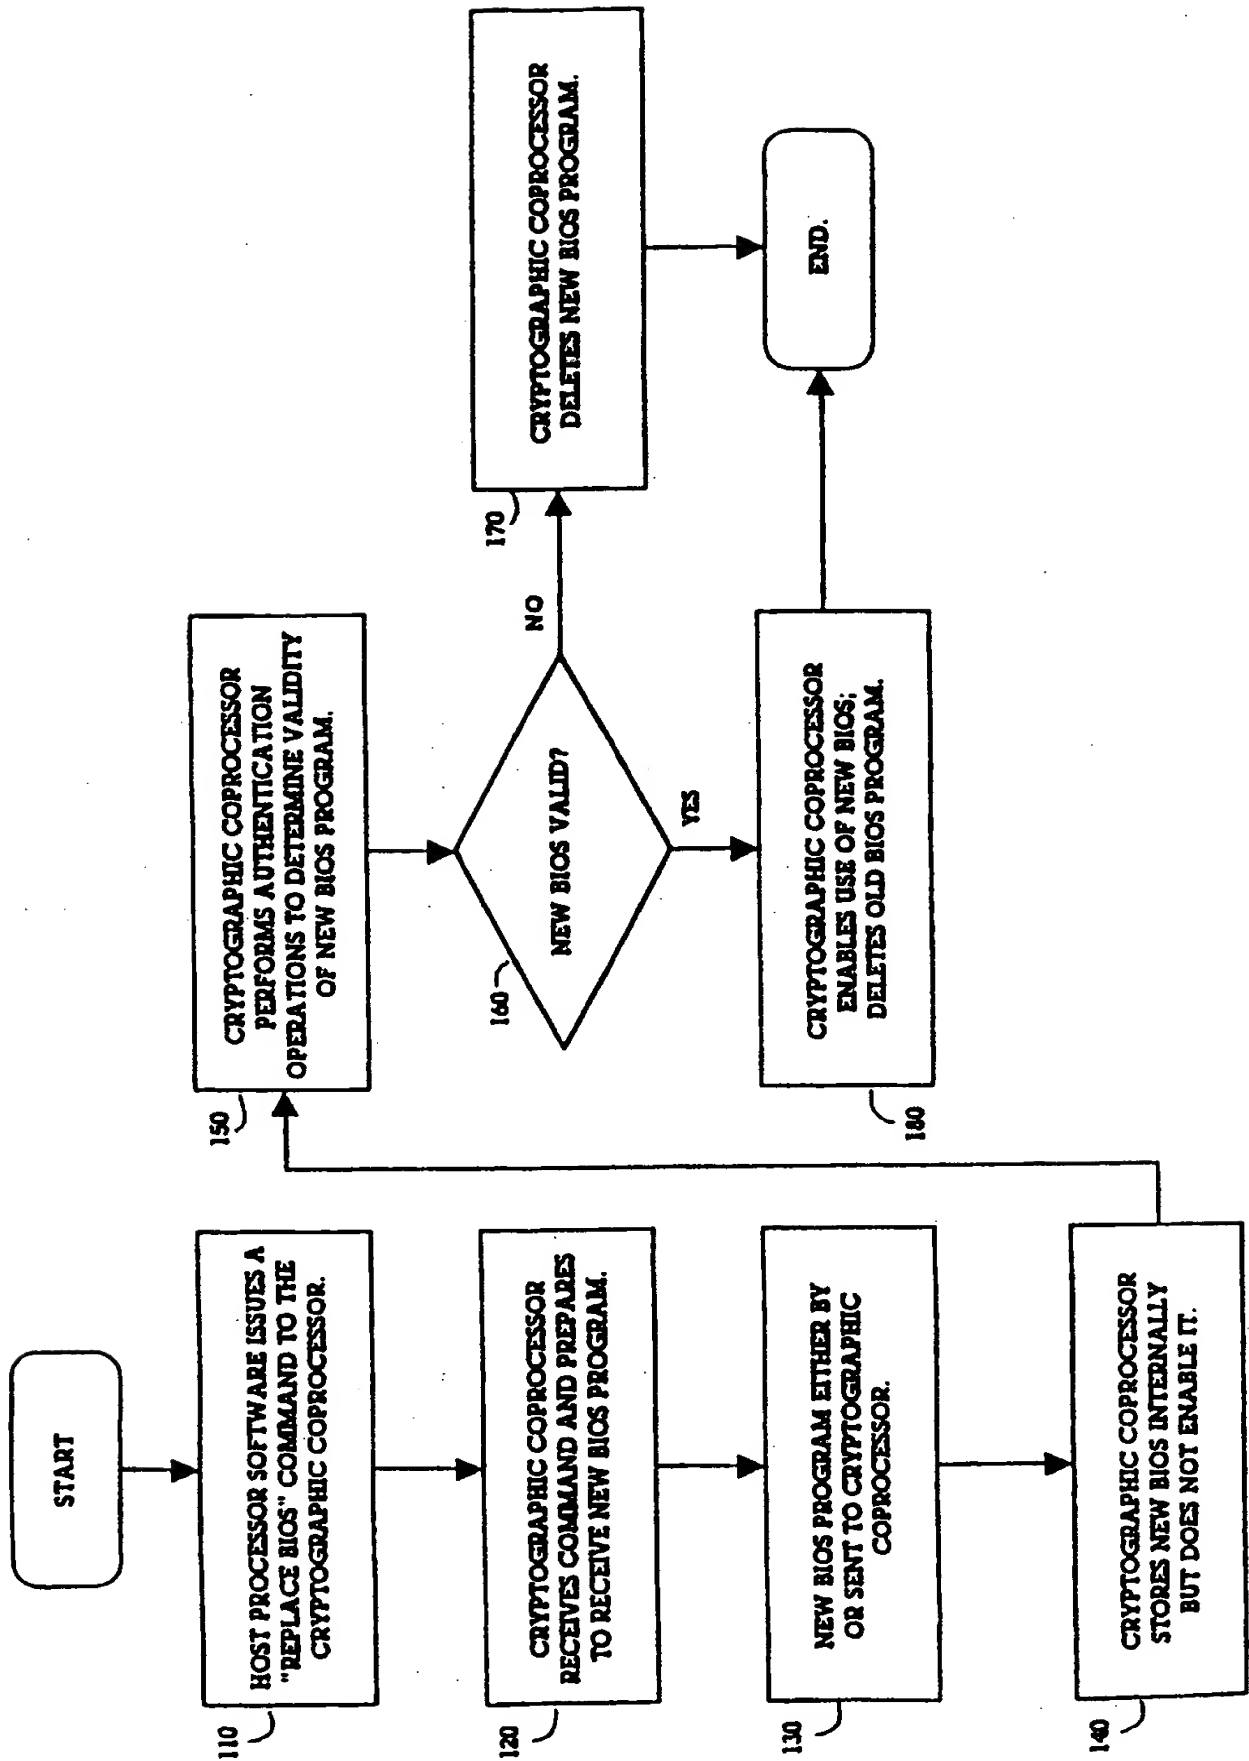 START
110
HOST PROCESSOR SOFTWARE ISSUES A
"REPLACE BIOS" COMMAND TO THE
CRYPTOGRAPHIC COPROCESSOR.
120
CRYPTOGRAPHIC COPROCESSOR
RECEIVES COMMAND AND PREPARES
TO RECEIVE NEW BIOS PROGRAM.
130
NEW BIOS PROGRAM EITHER BY
OR SENT TO CRYPTOGRAPHIC
COPROCESSOR.
140
CRYPTOGRAPHIC COPROCESSOR
STORES NEW BIOS INTERNALLY
BUT DOES NOT ENABLE IT.
150
CRYPTOGRAPHIC COPROCESSOR
PERFORMS AUTHENTICATION
OPERATIONS TO DETERMINE VALIDITY
OF NEW BIOS PROGRAM.
160
NEW BIOS VALID?
NO
YES
170
CRYPTOGRAPHIC COPROCESSOR
DELETES NEW BIOS PROGRAM.
180
CRYPTOGRAPHIC COPROCESSOR
ENABLES USE OF NEW BIOS;
DELETES OLD BIOS PROGRAM.
END.